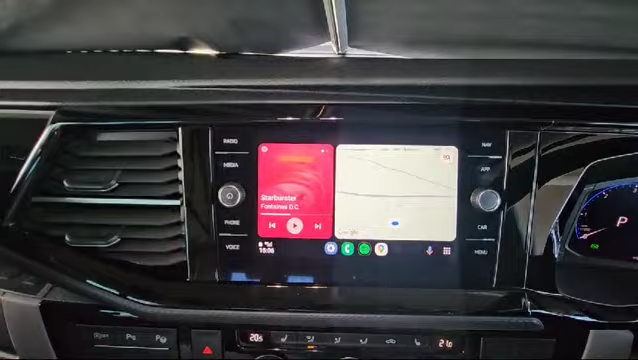 RADIO
MEDIA
PHONE
VOICE
Starburster
Fontaines D.C.
16:06
Google
NAV
APP
CAR
MENU
P
20.5
21.0